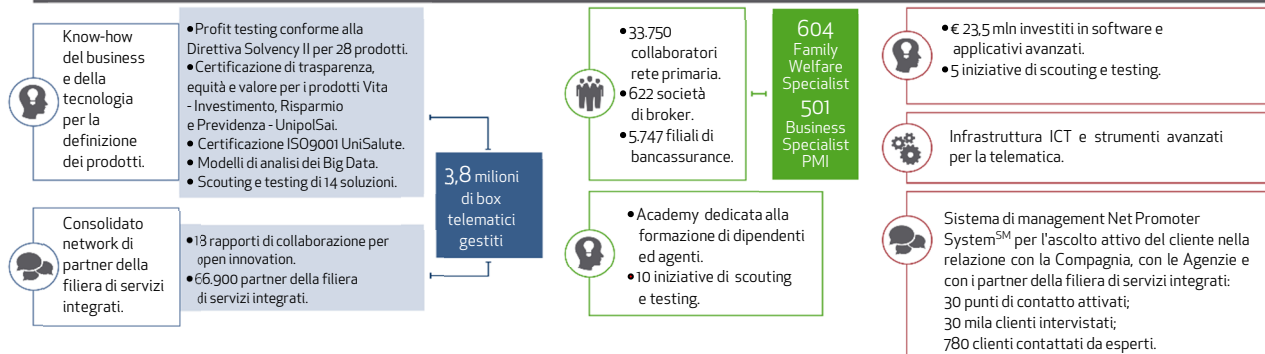 Know-how
del business
e della
tecnologia
per la
definizione
dei prodotti.
•Profit testing conforme alla
Direttiva Solvency II per 28 prodotti.
•Certificazione di trasparenza,
equità e valore per i prodotti Vita
- Investimento, Risparmio
e Previdenza - UnipolSai.
• Certificazione ISO9001 UniSalute.
• Modelli di analisi dei Big Data.
• Scouting e testing di 14 soluzioni.
Consolidato
network di
partner della
filiera di servizi
integrati.
•13 rapporti di collaborazione per
open innovation.
•66.900 partner della filiera
di servizi integrati.
3,8 milioni
di box
telematici
gestiti
•33.750
collaboratori
rete primaria.
•622 società
di broker.
•5.747 filiali di
bancassurance.
604
Family
Welfare
Specialist
501
Business
Specialist
PMI
• Academy dedicata alla
formazione di dipendenti
ed agenti.
•10 iniziative di scouting
e testing.
•€ 23,5 mln investiti in software e
applicativi avanzati.
•5 iniziative di scouting e testing.
Infrastruttura ICT e strumenti avanzati
per la telematica.
Sistema di management Net Promoter
System℠ per l'ascolto attivo del cliente nella
relazione con la Compagnia, con le Agenzie e
con i partner della filiera di servizi integrati:
30 punti di contatto attivati;
30 mila clienti intervistati;
780 clienti contattati da esperti.